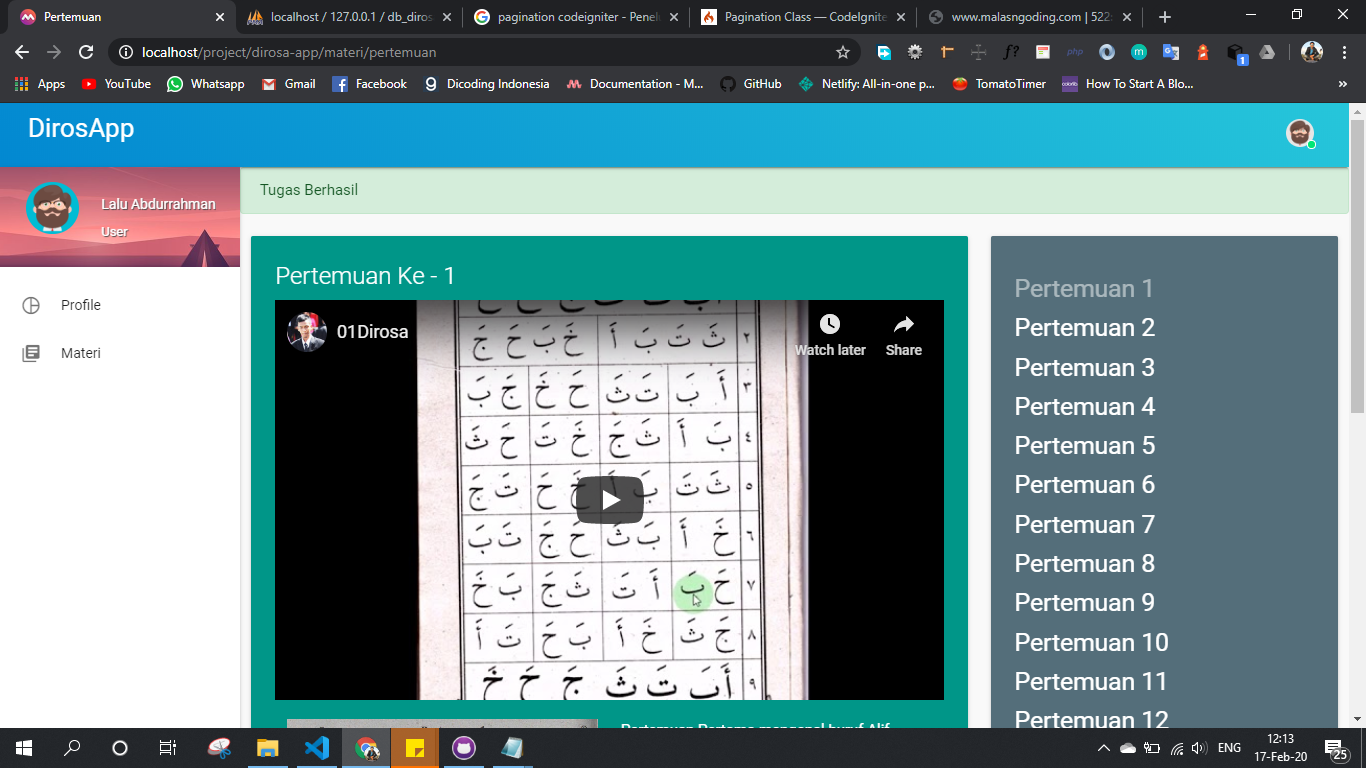 Pertemuan
localhost / 127.0.0.1 / db_diros
pagination codeigniter - Penel
Pagination Class — CodeIgnite
www.malasngoding.com | 522
localhost/project/dirosa-app/materi/pertemuan
Apps
YouTube
Whatsapp
Gmail
Facebook
Dicoding Indonesia
Documentation - M...
GitHub
Netlify: All-in-one p...
TomatoTimer
How To Start A Blo...
DirosApp
Lalu Abdurrahman
User
Profile
Materi
Tugas Berhasil
Pertemuan Ke - 1
01Dirosa
Watch later
Share
٢ ثَ تَ بَ أَ خَ بَ حَ جَ
٣ أَ بَ تَ ثَ حَ خَ جَ بَ
٤ بَ أَ ثَ جَ خَ تَ حَ ثَ
٥ ثَ تَ بَ أَ خَ حَ تَ جَ
٦ خَ أَ بَ ثَ حَ جَ تَ بَ
٧ حَ بَ أَ تَ ثَ جَ بَ خَ
٨ جَ ثَ خَ أَ بَ حَ تَ أَ
٩ أَ بَ تَ ثَ جَ حَ خَ
Pertemuan Pertama mengenal huruf Alif
Pertemuan 1
Pertemuan 2
Pertemuan 3
Pertemuan 4
Pertemuan 5
Pertemuan 6
Pertemuan 7
Pertemuan 8
Pertemuan 9
Pertemuan 10
Pertemuan 11
Pertemuan 12
ENG
12:13
17-Feb-20
25